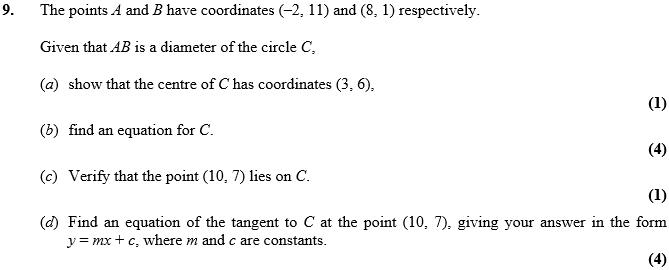 9. The points A and B have coordinates (–2, 11) and (8, 1) respectively.
Given that AB is a diameter of the circle C,
(a) show that the centre of C has coordinates (3, 6),
(1)
(b) find an equation for C.
(4)
(c) Verify that the point (10, 7) lies on C.
(1)
(d) Find an equation of the tangent to C at the point (10, 7), giving your answer in the form
y = mx + c, where m and c are constants.
(4)